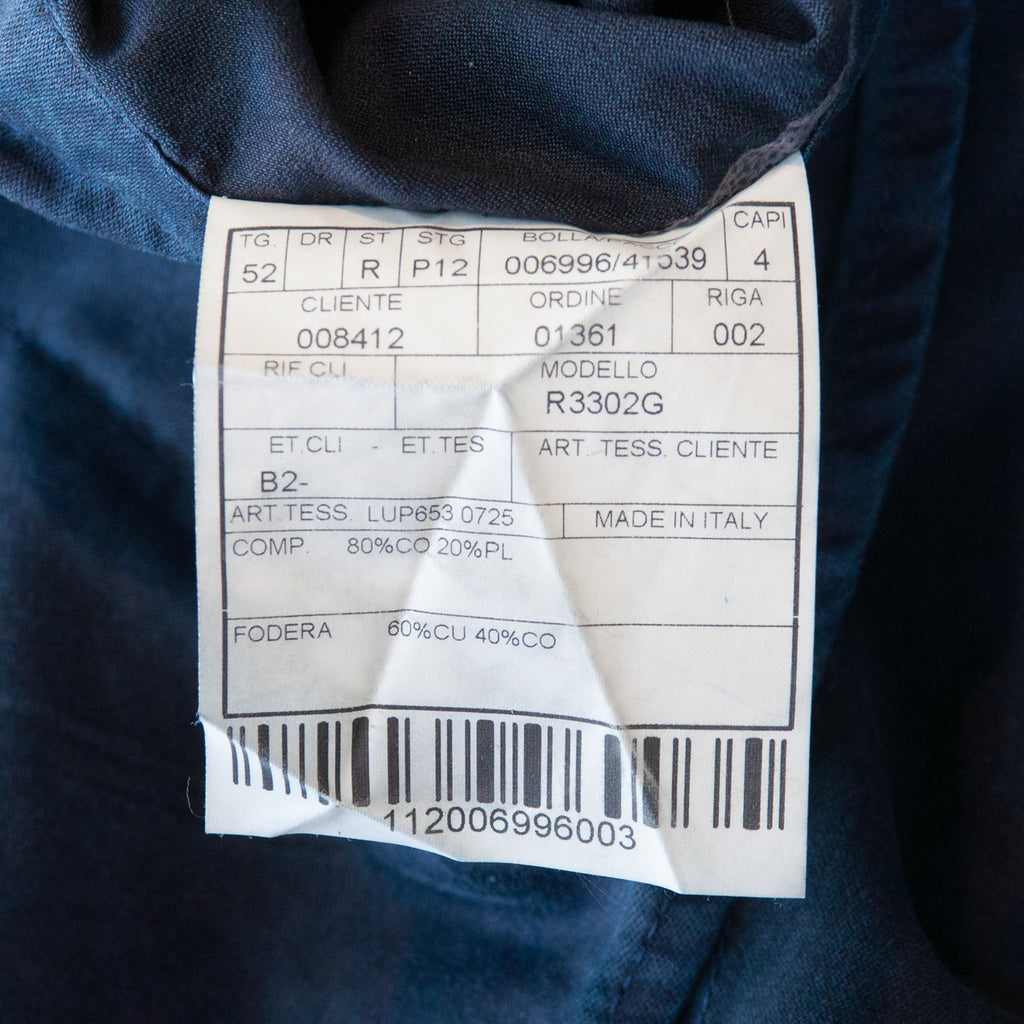 TG. DR ST STG CAPI
52 R P12 4
CLIENTE ORDINE RIGA
008412 01361 002
RIF CLI MODELLO
R3302G
ET.CLI - ET.TES ART. TESS. CLIENTE
B2-
ART.TESS. LUP653 0725 MADE IN ITALY
COMP. 80%CO 20%PL
FODERA 60%CU 40%CO
112006996003